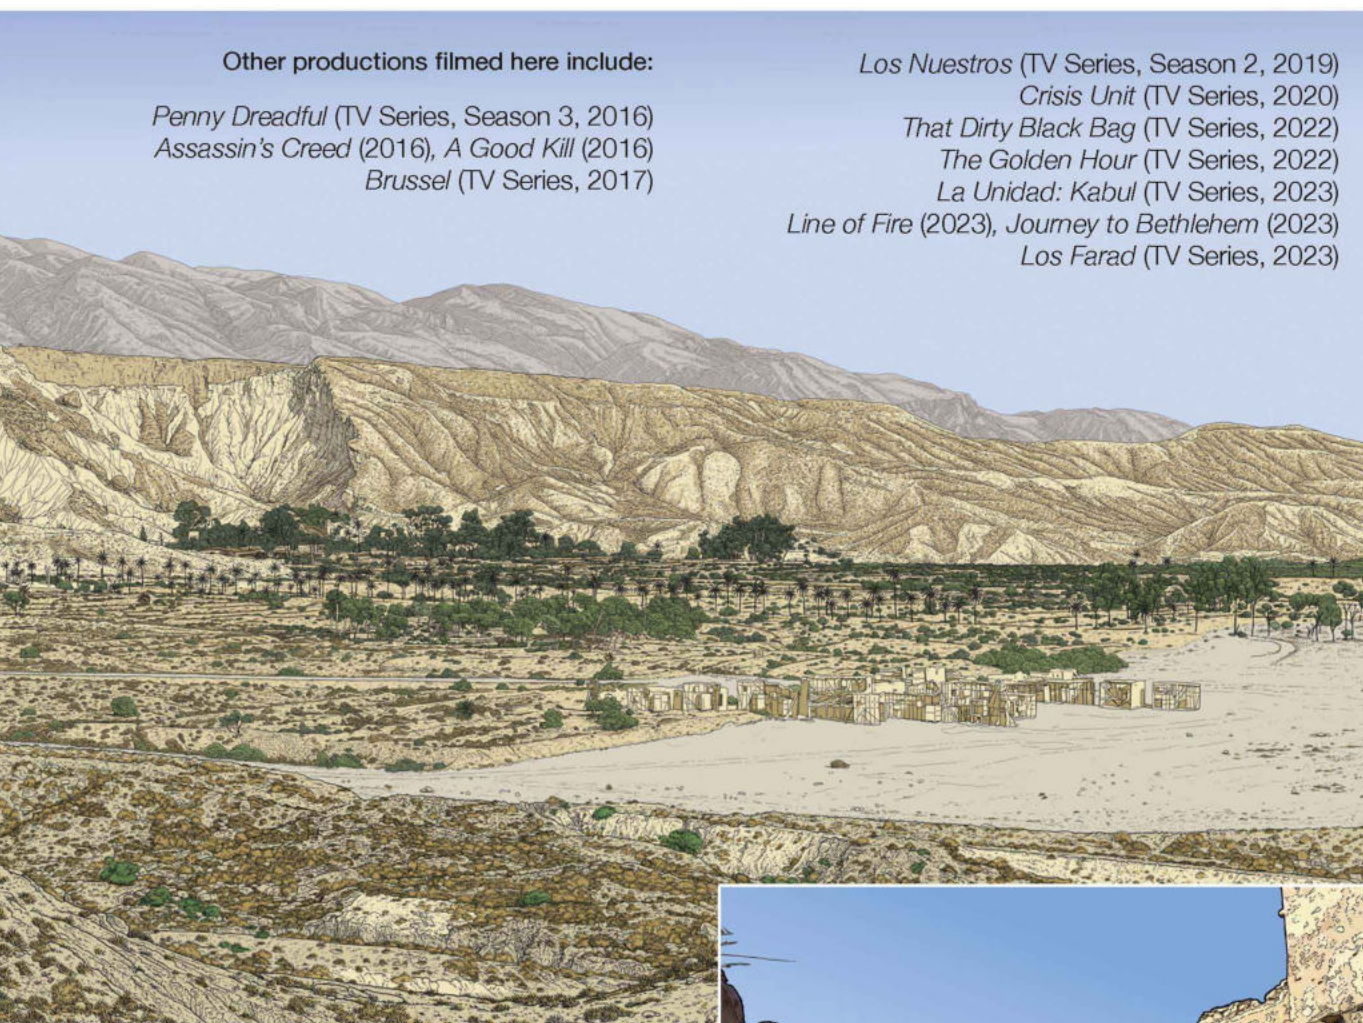 Other productions filmed here include:
Penny Dreadful (TV Series, Season 3, 2016)
Assassin's Creed (2016), A Good Kill (2016)
Brussel (TV Series, 2017)
Los Nuestros (TV Series, Season 2, 2019)
Crisis Unit (TV Series, 2020)
That Dirty Black Bag (TV Series, 2022)
The Golden Hour (TV Series, 2022)
La Unidad: Kabul (TV Series, 2023)
Line of Fire (2023), Journey to Bethlehem (2023)
Los Farad (TV Series, 2023)